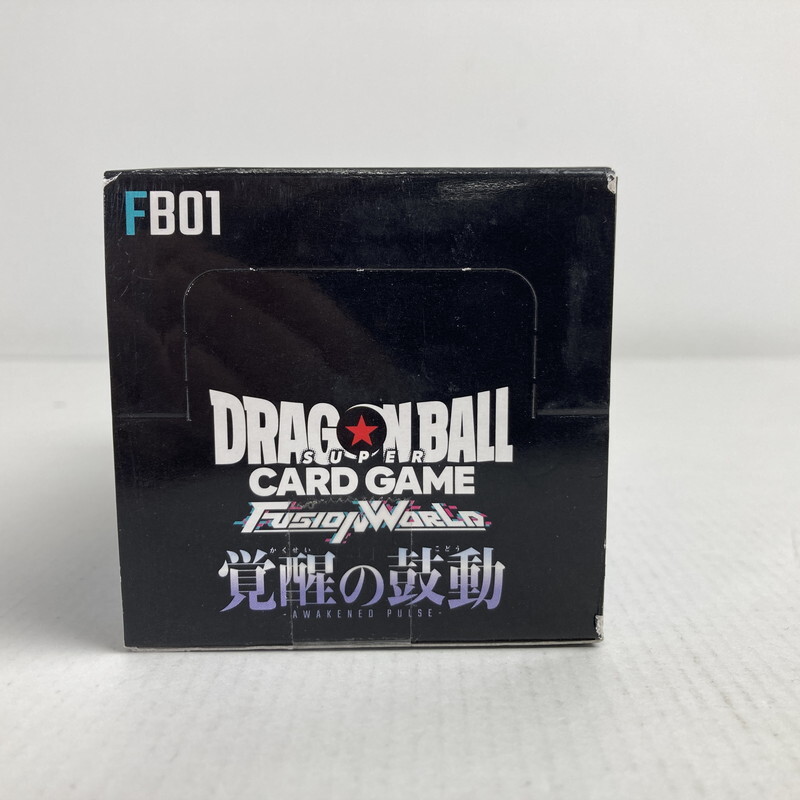 FB01
DRAGON BALL
SUPER
CARD GAME
FUSION WORLD
かくせい こどう
覚醒の鼓動
-AWAKENED PULSE-